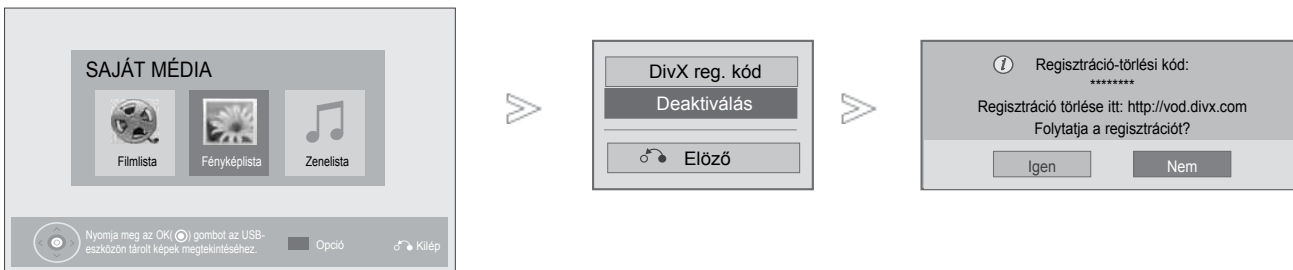 SAJÁT MÉDIA
Filmlista
Fényképlista
Zenelista
Nyomja meg az OK(◉) gombot az USB-
eszközön tárolt képek megtekintéséhez.
Opció
Kilép
DivX reg. kód
Deaktiválás
Elöző
Regisztráció-törlési kód:
********
Regisztráció törlése itt: http://vod.divx.com
Folytatja a regisztrációt?
Igen
Nem